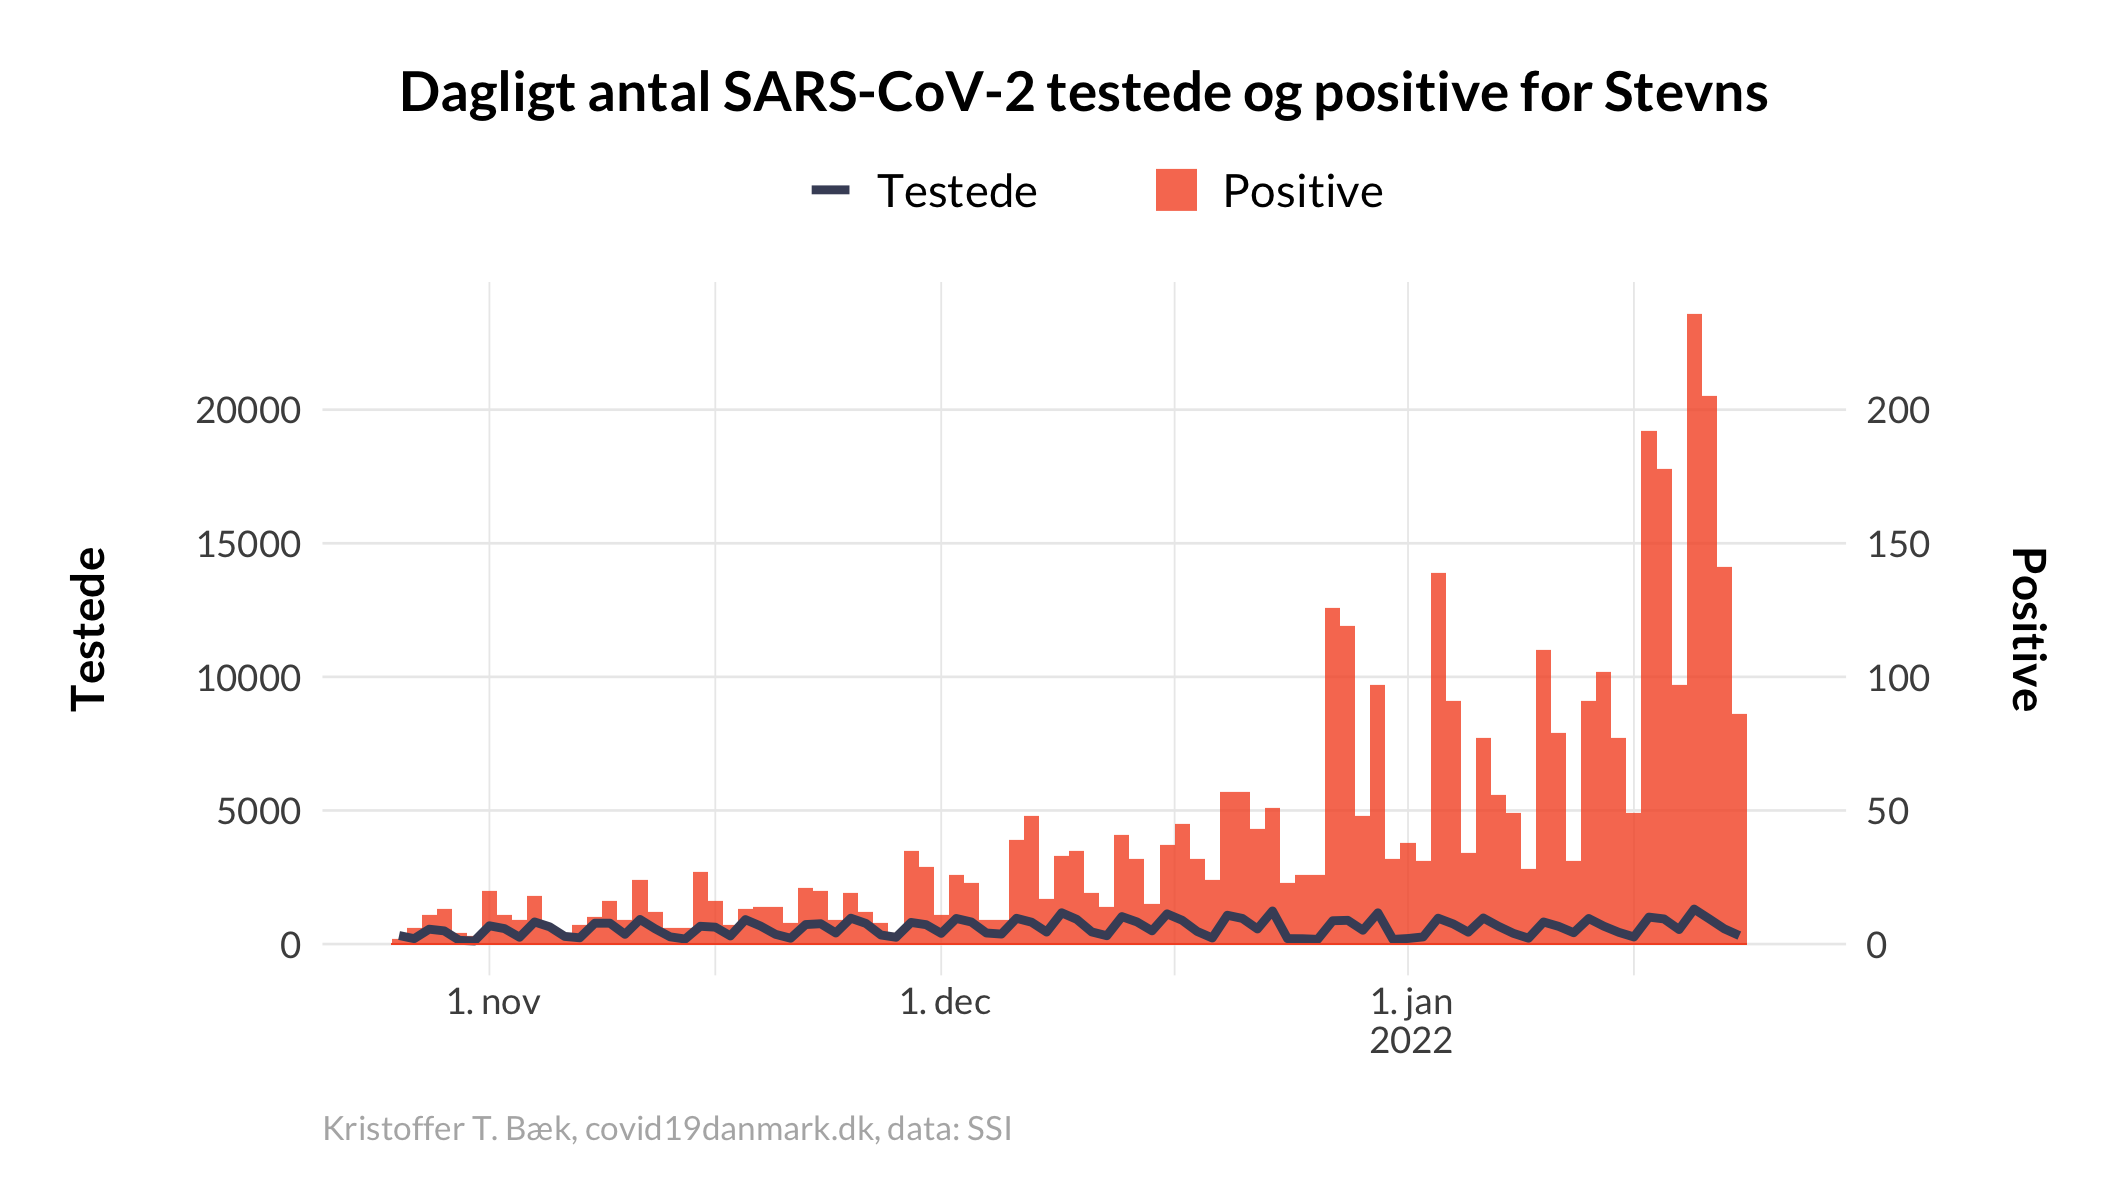 Dagligt antal SARS-CoV-2 testede og positive for Stevns
Testede
Positive
20000
15000
10000
5000
0
200
150
100
50
0
Testede
Positive
1. nov
1. dec
1. jan
2022
Kristoffer T. Bæk, covid19danmark.dk, data: SSI